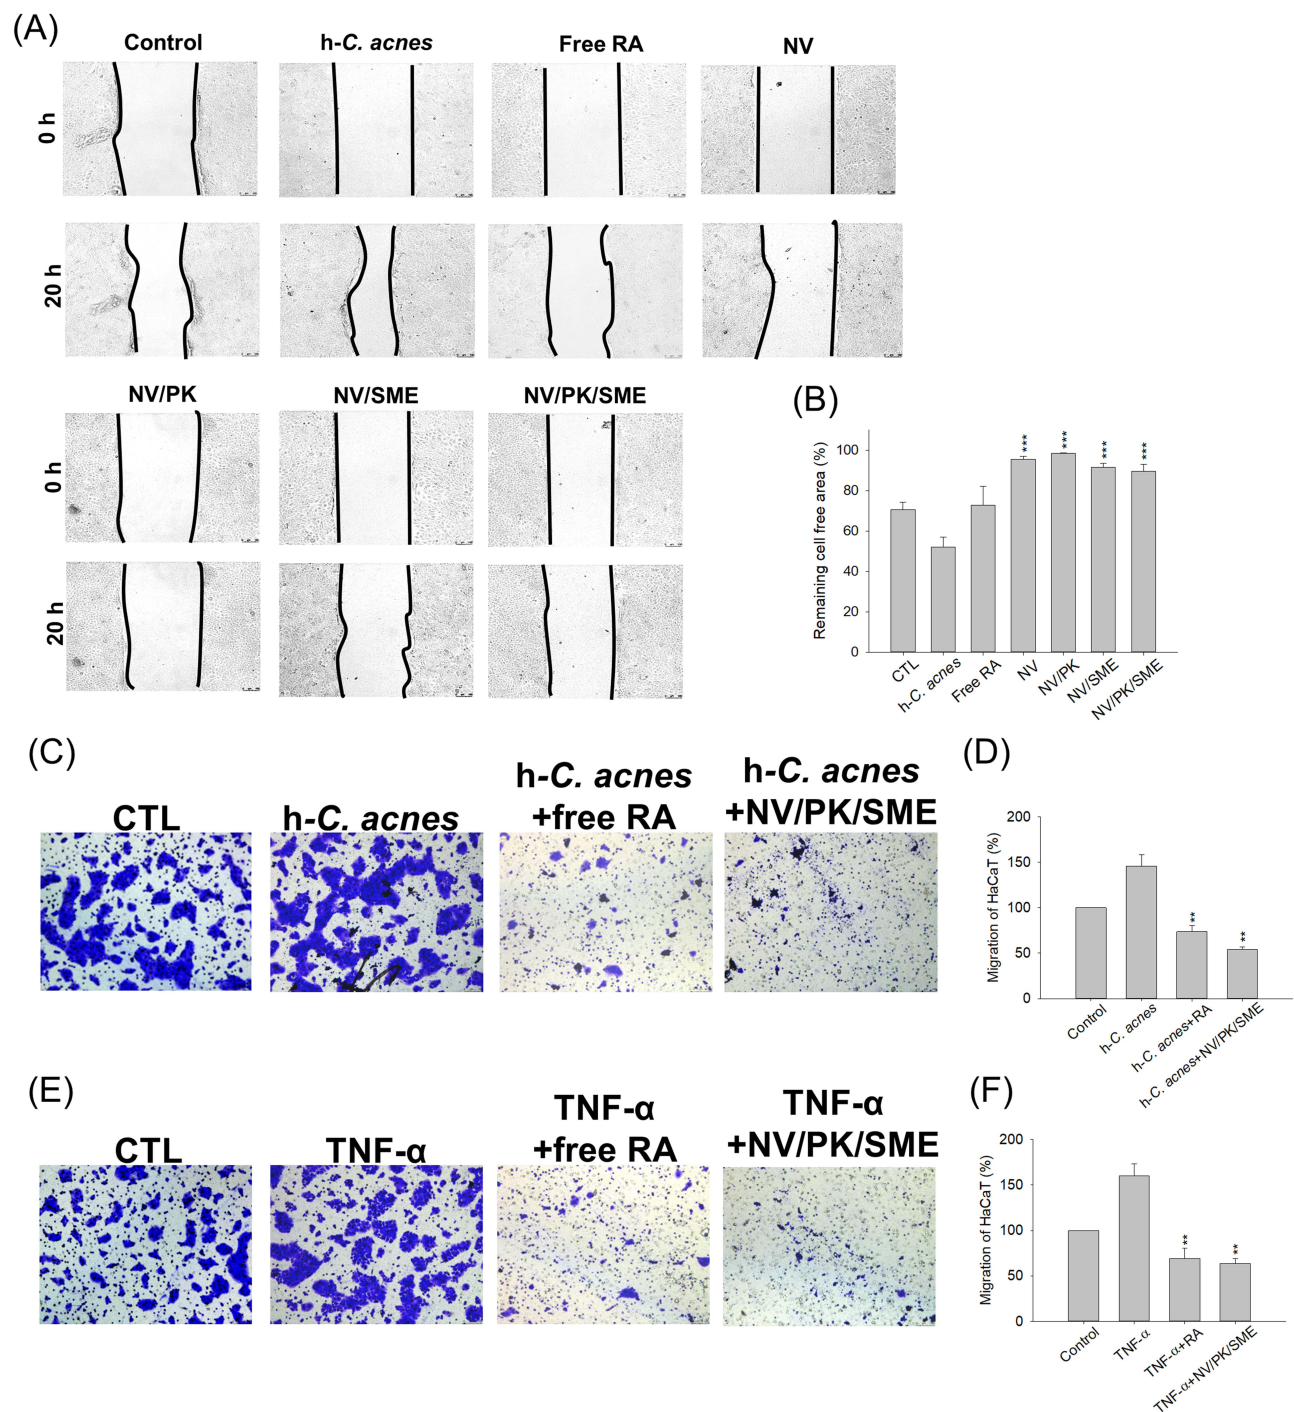 (A)
Control
h-C. acnes
Free RA
NV
0 h
20 h
NV/PK
NV/SME
NV/PK/SME
0 h
20 h
(B)
Remaining cell free area (%)
100
80
60
40
20
0
***
***
***
***
CTL
h-C. acnes
Free RA
NV
NV/PK
NV/SME
NV/PK/SME
(C)
CTL
h-C. acnes
h-C. acnes
+free RA
h-C. acnes
+NV/PK/SME
(D)
Migration of HaCaT (%)
200
150
100
50
0
**
**
Control
h-C. acnes
h-C. acnes+RA
h-C. acnes+NV/PK/SME
(E)
CTL
TNF-α
TNF-α
+free RA
TNF-α
+NV/PK/SME
(F)
Migration of HaCaT (%)
200
150
100
50
0
**
**
Control
TNF-α
TNF-α+RA
TNF-α+NV/PK/SME